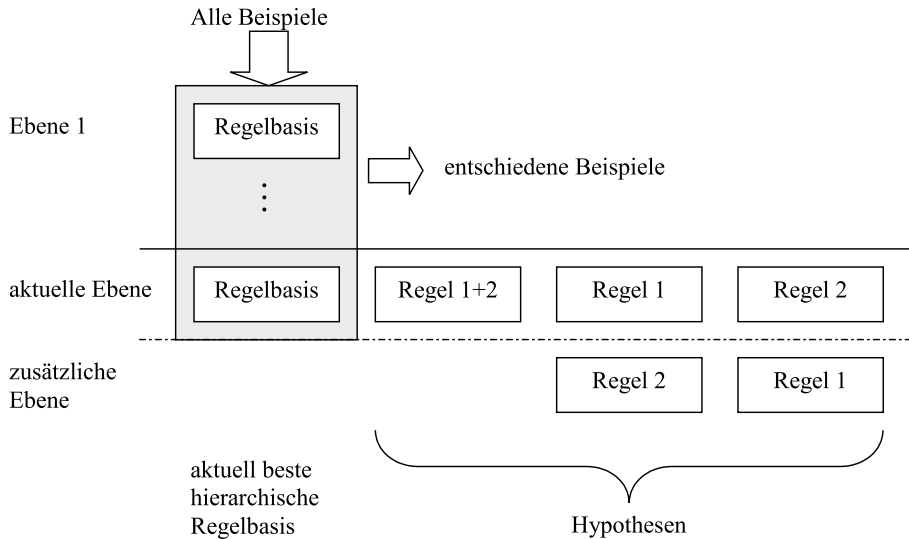 Alle Beispiele
Ebene 1
Regelbasis
entschiedene Beispiele
aktuelle Ebene
Regelbasis
Regel 1+2
Regel 1
Regel 2
zusätzliche
Ebene
Regel 2
Regel 1
aktuell beste
hierarchische
Regelbasis
Hypothesen